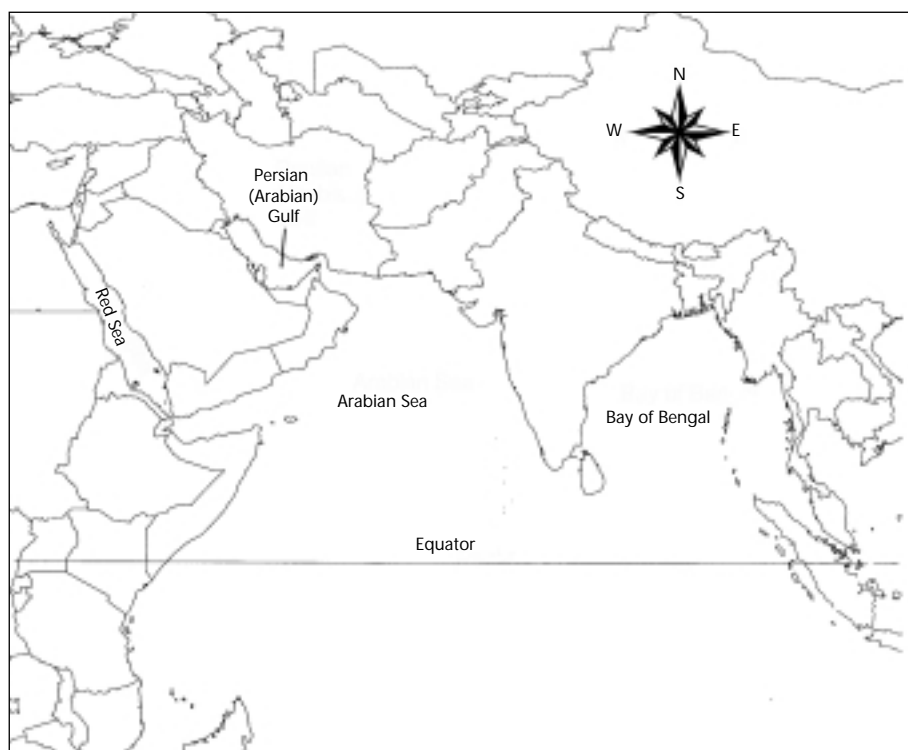 N
W E
S
Persian
(Arabian)
Gulf
Red Sea
Arabian Sea
Bay of Bengal
Equator